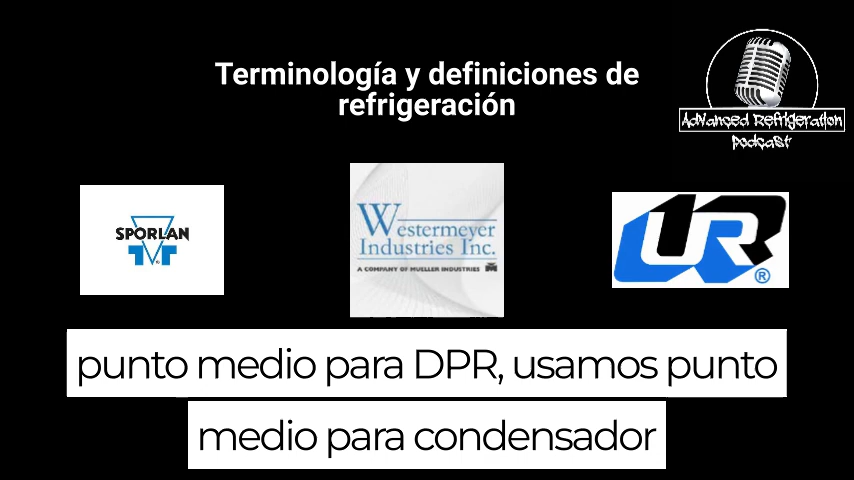 Terminología y definiciones de
refrigeración
Advanced Refrigeration
podcast
SPORLAN
Westermeyer
Industries Inc.
A COMPANY OF MUELLER INDUSTRIES
UR®
punto medio para DPR, usamos punto
medio para condensador